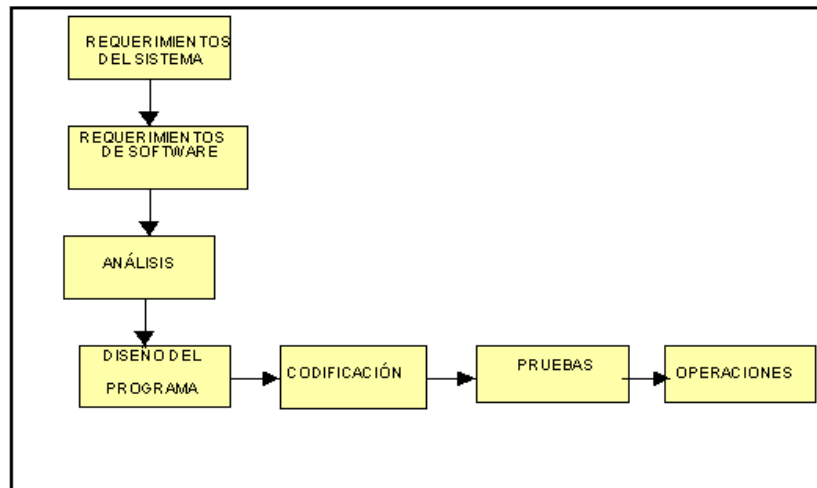 REQUERIMIENTOS
DEL SISTEMA
REQUERIMIENTOS
DE SOFTWARE
ANÁLISIS
DISEÑO DEL
PROGRAMA
CODIFICACIÓN
PRUEBAS
OPERACIONES